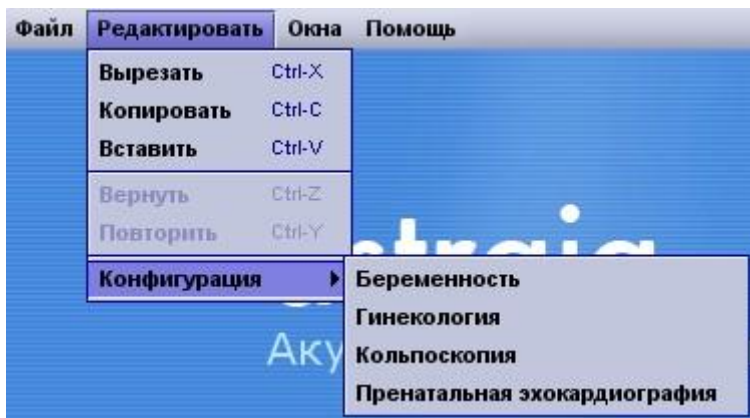 Файл Редактировать Окна Помощь
Вырезать Ctrl-X
Копировать Ctrl-C
Вставить Ctrl-V
Вернуть Ctrl-Z
Повторить Ctrl-Y
Конфигурация
Беременность
Гинекология
Кольпоскопия
Пренатальная эхокардиография